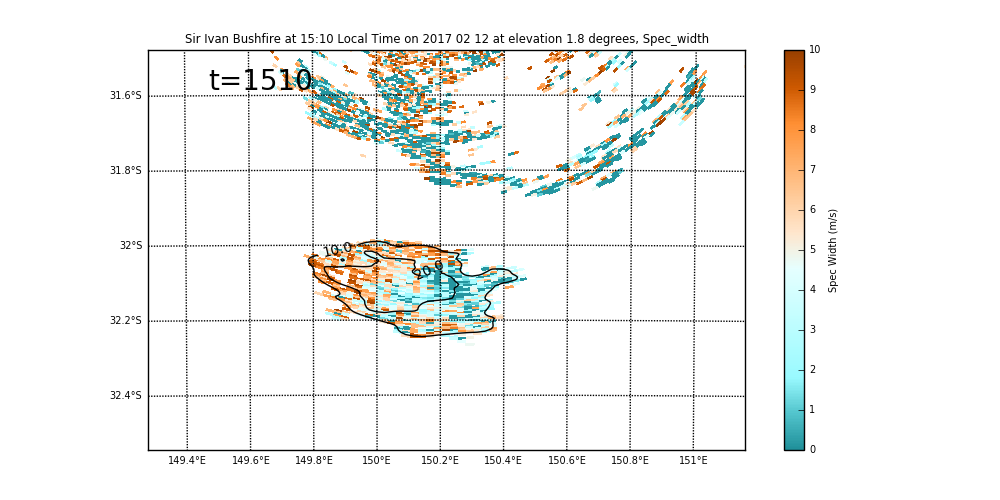 Sir Ivan Bushfire at 15:10 Local Time on 2017 02 12 at elevation 1.8 degrees, Spec_width
t=1510
31.6°S
31.8°S
32°S
32.2°S
32.4°S
10.0
20.0
149.4°E 149.6°E 149.8°E 150°E 150.2°E 150.4°E 150.6°E 150.8°E 151°E
10
9
8
7
6
5
4
3
2
1
0
Spec Width (m/s)